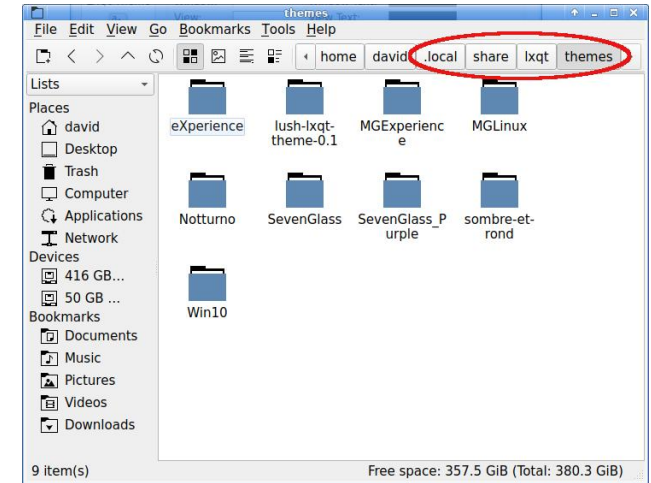 themes
File Edit View Go Bookmarks Tools Help
home david .local share lxqt themes
Lists
Places
david
Desktop
Trash
Computer
Applications
Network
Devices
416 GB...
50 GB ...
Bookmarks
Documents
Music
Pictures
Videos
Downloads
eXperience lush-lxqt- MGExperienc MGLinux
theme-0.1 e
Notturno SevenGlass SevenGlass_P sombre-et-
urple rond
Win10
9 item(s) Free space: 357.5 GiB (Total: 380.3 GiB)